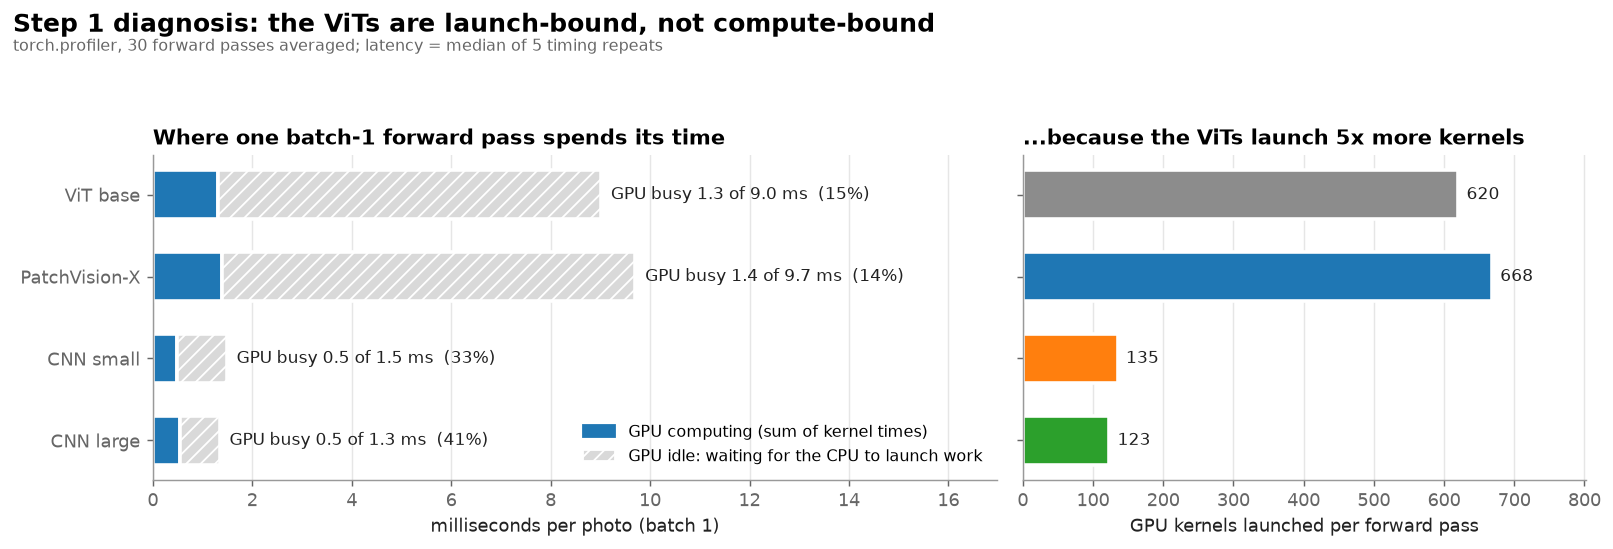 Step 1 diagnosis: the ViTs are launch-bound, not compute-bound
torch.profiler, 30 forward passes averaged; latency = median of 5 timing repeats
Where one batch-1 forward pass spends its time
ViT base
GPU busy 1.3 of 9.0 ms (15%)
PatchVision-X
GPU busy 1.4 of 9.7 ms (14%)
CNN small
GPU busy 0.5 of 1.5 ms (33%)
CNN large
GPU busy 0.5 of 1.3 ms (41%)
GPU computing (sum of kernel times)
GPU idle: waiting for the CPU to launch work
0 2 4 6 8 10 12 14 16
milliseconds per photo (batch 1)
...because the ViTs launch 5x more kernels
620
668
135
123
0 100 200 300 400 500 600 700 800
GPU kernels launched per forward pass